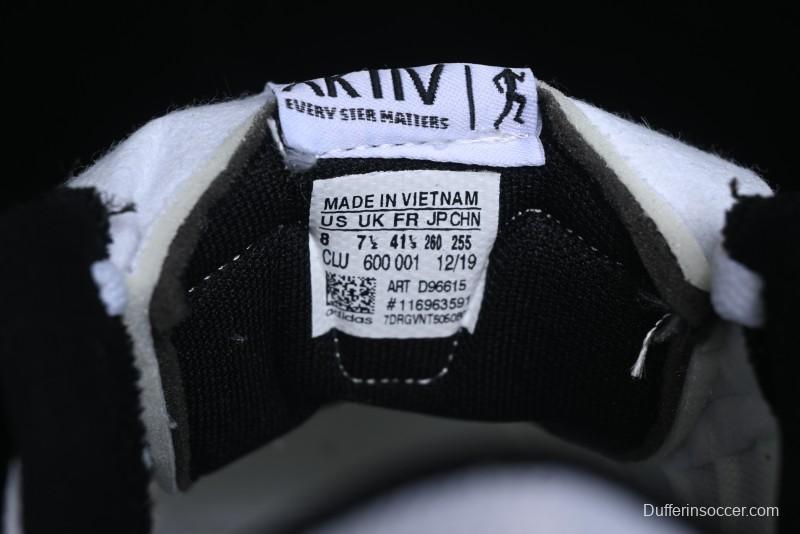 AKTIV
EVERY STEP MATTERS
MADE IN VIETNAM
US UK FR JP CHN
8 7½ 41⅓ 260 255
CLU 600 001 12/19
ART D96615
#116963591
adidas
Dufferinsoccer.com